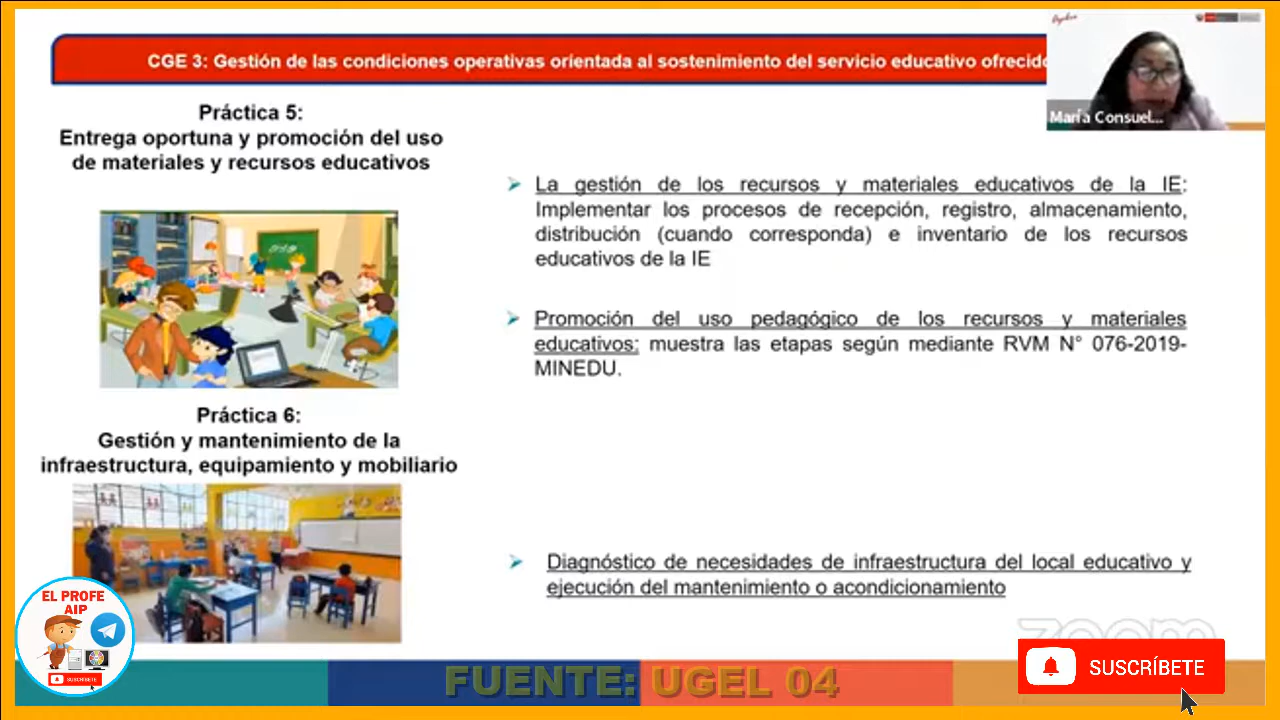 CGE 3: Gestión de las condiciones operativas orientada al sostenimiento del servicio educativo ofrecido
María Consuel...
Práctica 5:
Entrega oportuna y promoción del uso
de materiales y recursos educativos
La gestión de los recursos y materiales educativos de la IE:
Implementar los procesos de recepción, registro, almacenamiento,
distribución (cuando corresponda) e inventario de los recursos
educativos de la IE
Promoción del uso pedagógico de los recursos y materiales
educativos: muestra las etapas según mediante RVM N° 076-2019-
MINEDU.
Práctica 6:
Gestión y mantenimiento de la
infraestructura, equipamiento y mobiliario
Diagnóstico de necesidades de infraestructura del local educativo y
ejecución del mantenimiento o acondicionamiento
EL PROFE
AIP
SUSCRÍBETE
zoom
SUSCRÍBETE
FUENTE: UGEL 04